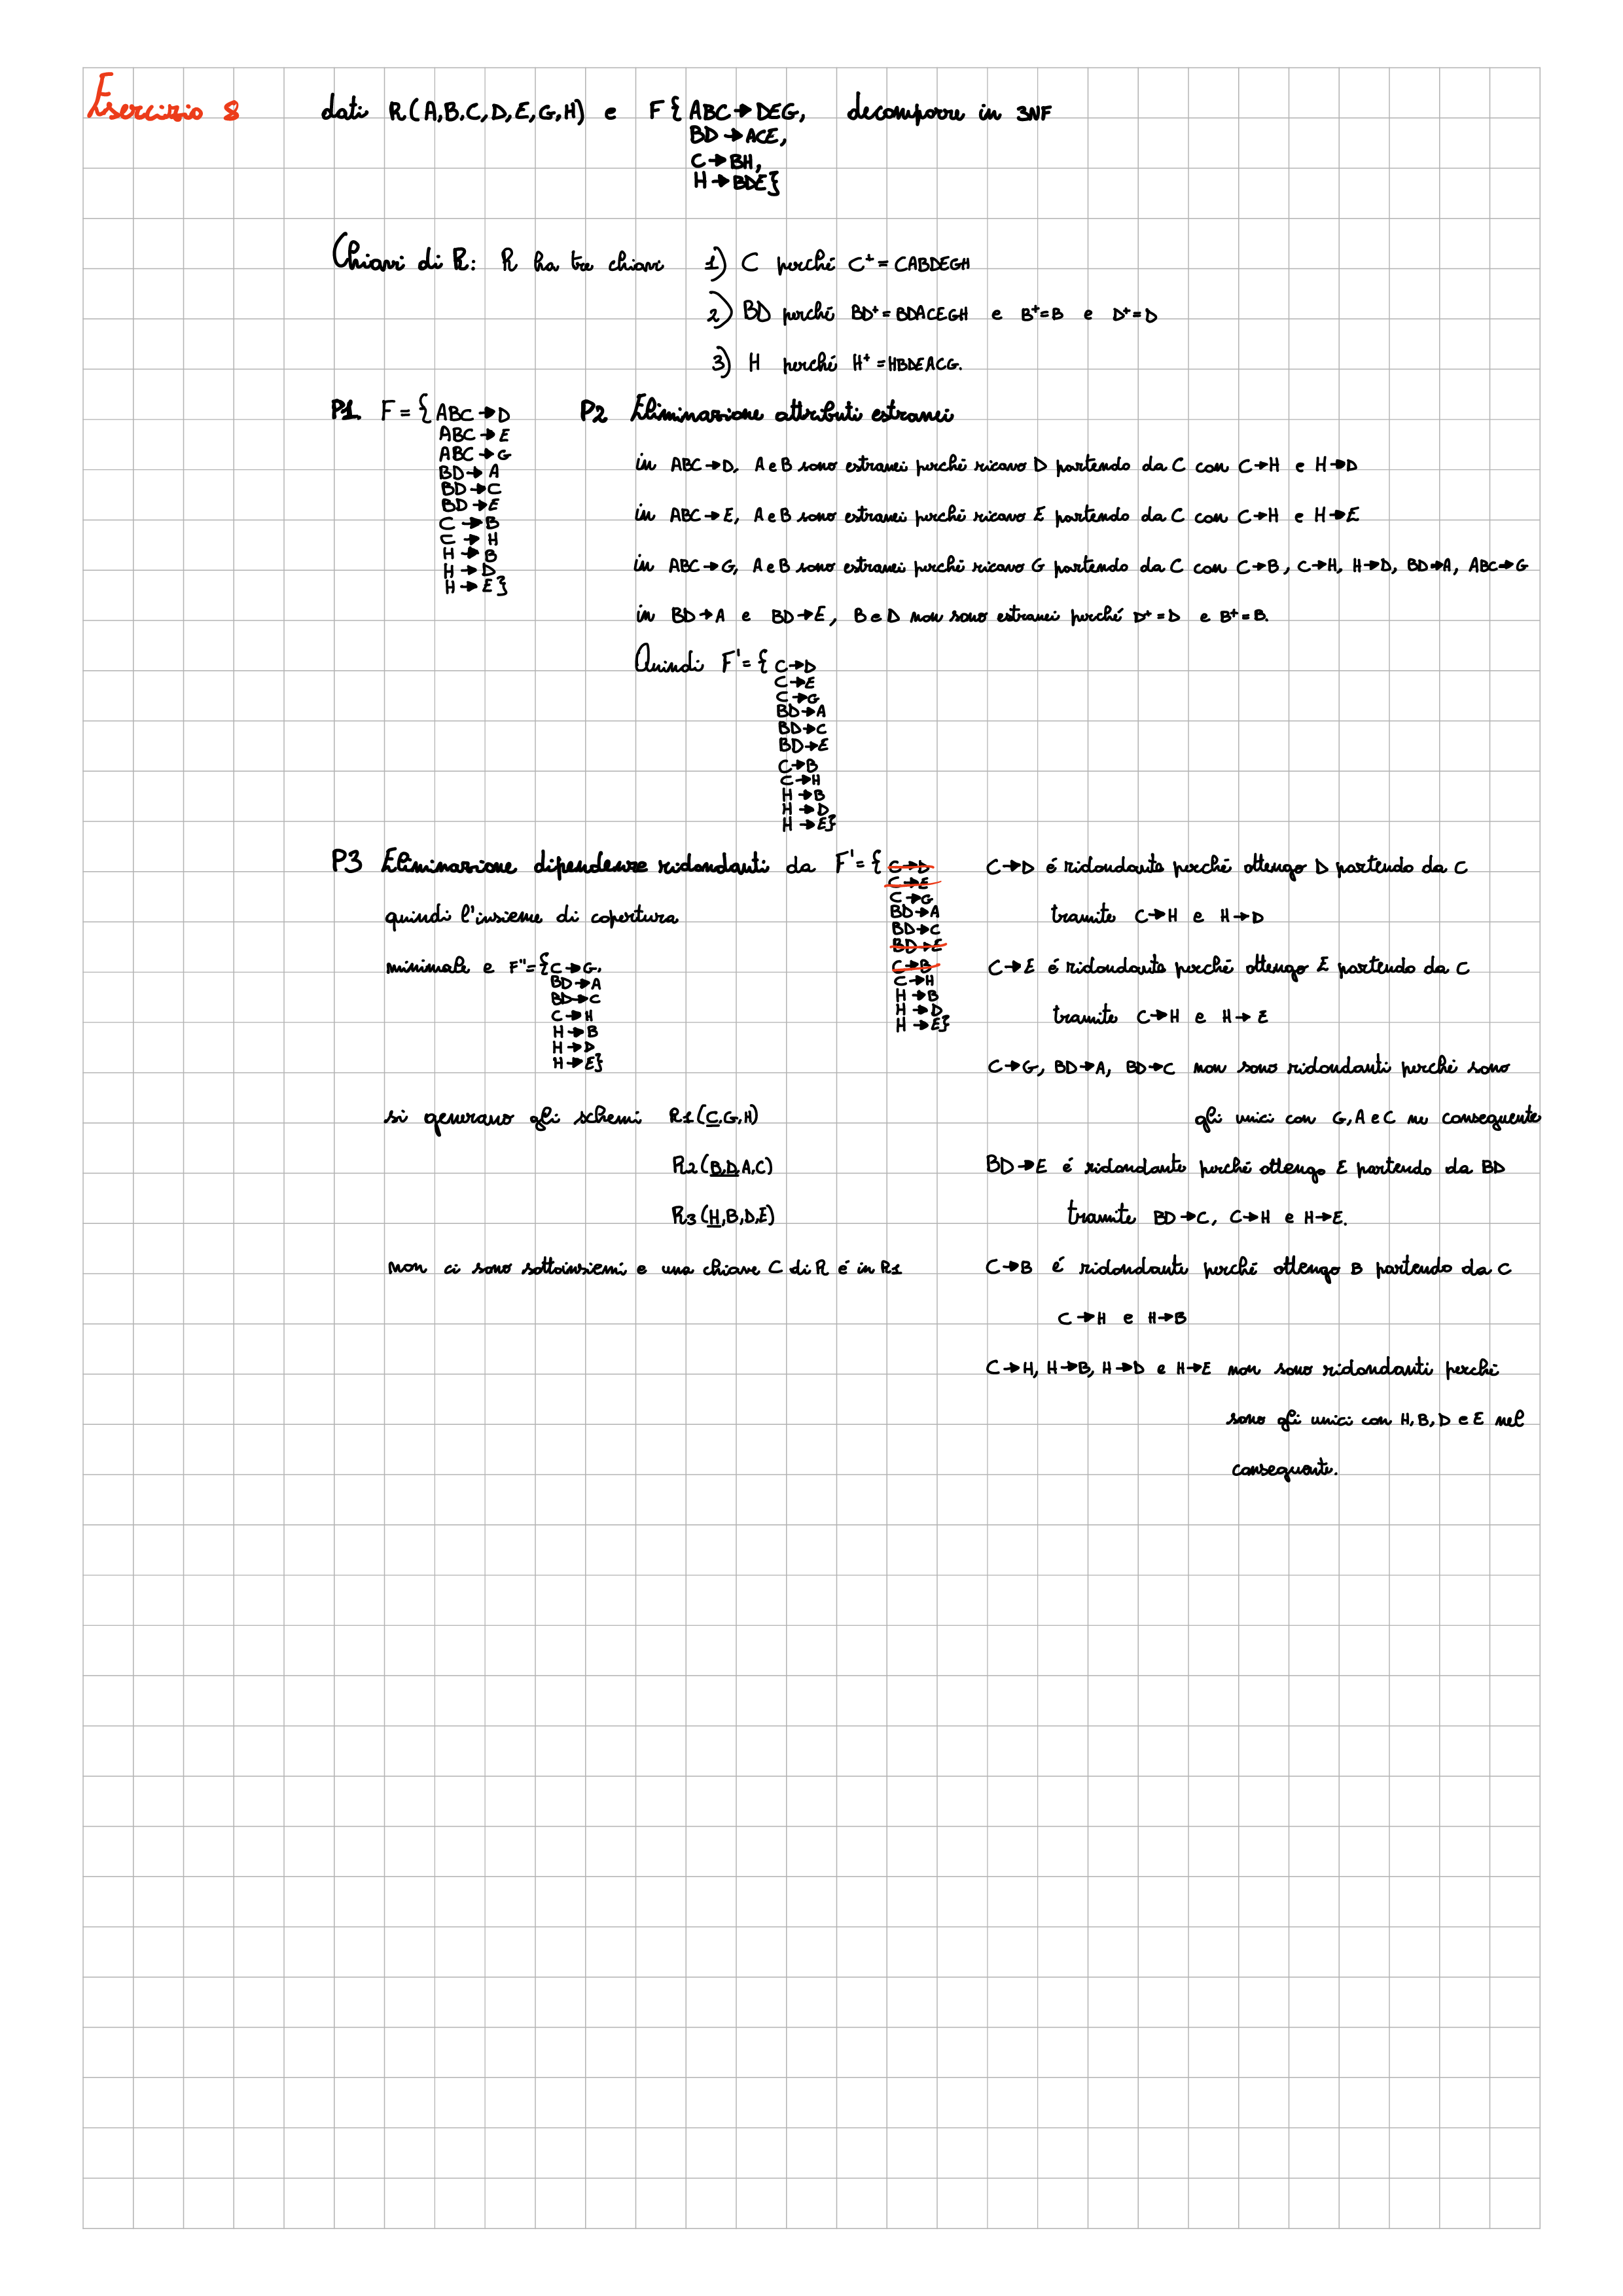 Esercizio 8 dati R(A,B,C,D,E,G,H) e F{ABC→DEG, decomporre in 3NF
BD→ACE,
C→BH,
H→BDE}
Chiavi di R: R ha tre chiavi 1) C perché C⁺=CABDEGH
2) BD perché BD⁺=BDACEGH e B⁺=B e D⁺=D
3) H perché H⁺=HBDEACG.
P1 F={ABC→D
ABC→E
ABC→G
BD→A
BD→C
BD→E
C→B
C→H
H→B
H→D
H→E}
P2 Eliminazione attributi estranei
in ABC→D, A e B sono estranei perché ricavo D partendo da C con C→H e H→D
in ABC→E, A e B sono estranei perché ricavo E partendo da C con C→H e H→E
in ABC→G, A e B sono estranei perché ricavo G partendo da C con C→B, C→H, H→D, BD→A, ABC→G
in BD→A e BD→E, B e D non sono estranei perché D⁺=D e B⁺=B.
Quindi F'={C→D
C→E
C→G
BD→A
BD→C
BD→E
C→B
C→H
H→B
H→D
H→E}
P3 Eliminazione dipendenze ridondanti da F'={C→D
C→E
C→G
BD→A
BD→C
BD→E
C→B
C→H
H→B
H→D
H→E}
quindi l'insieme di copertura
minimale e F"={C→G,
BD→A
BD→C
C→H
H→B
H→D
H→E}
si generano gli schemi R1(C,G,H)
R2(B,D,A,C)
R3(H,B,D,E)
non ci sono sottoinsiemi e una chiave C di R é in R1
C→D é ridondante perché ottengo D partendo da C
tramite C→H e H→D
C→E é ridondante perché ottengo E partendo da C
tramite C→H e H→E
C→G, BD→A, BD→C non sono ridondanti perché sono
gli unici con G, A e C ne conseguente
BD→E é ridondante perché ottengo E partendo da BD
tramite BD→C, C→H e H→E.
C→B é ridondante perché ottengo B partendo da C
C→H e H→B
C→H, H→B, H→D e H→E non sono ridondanti perché
sono gli unici con H, B, D e E nel
conseguente.